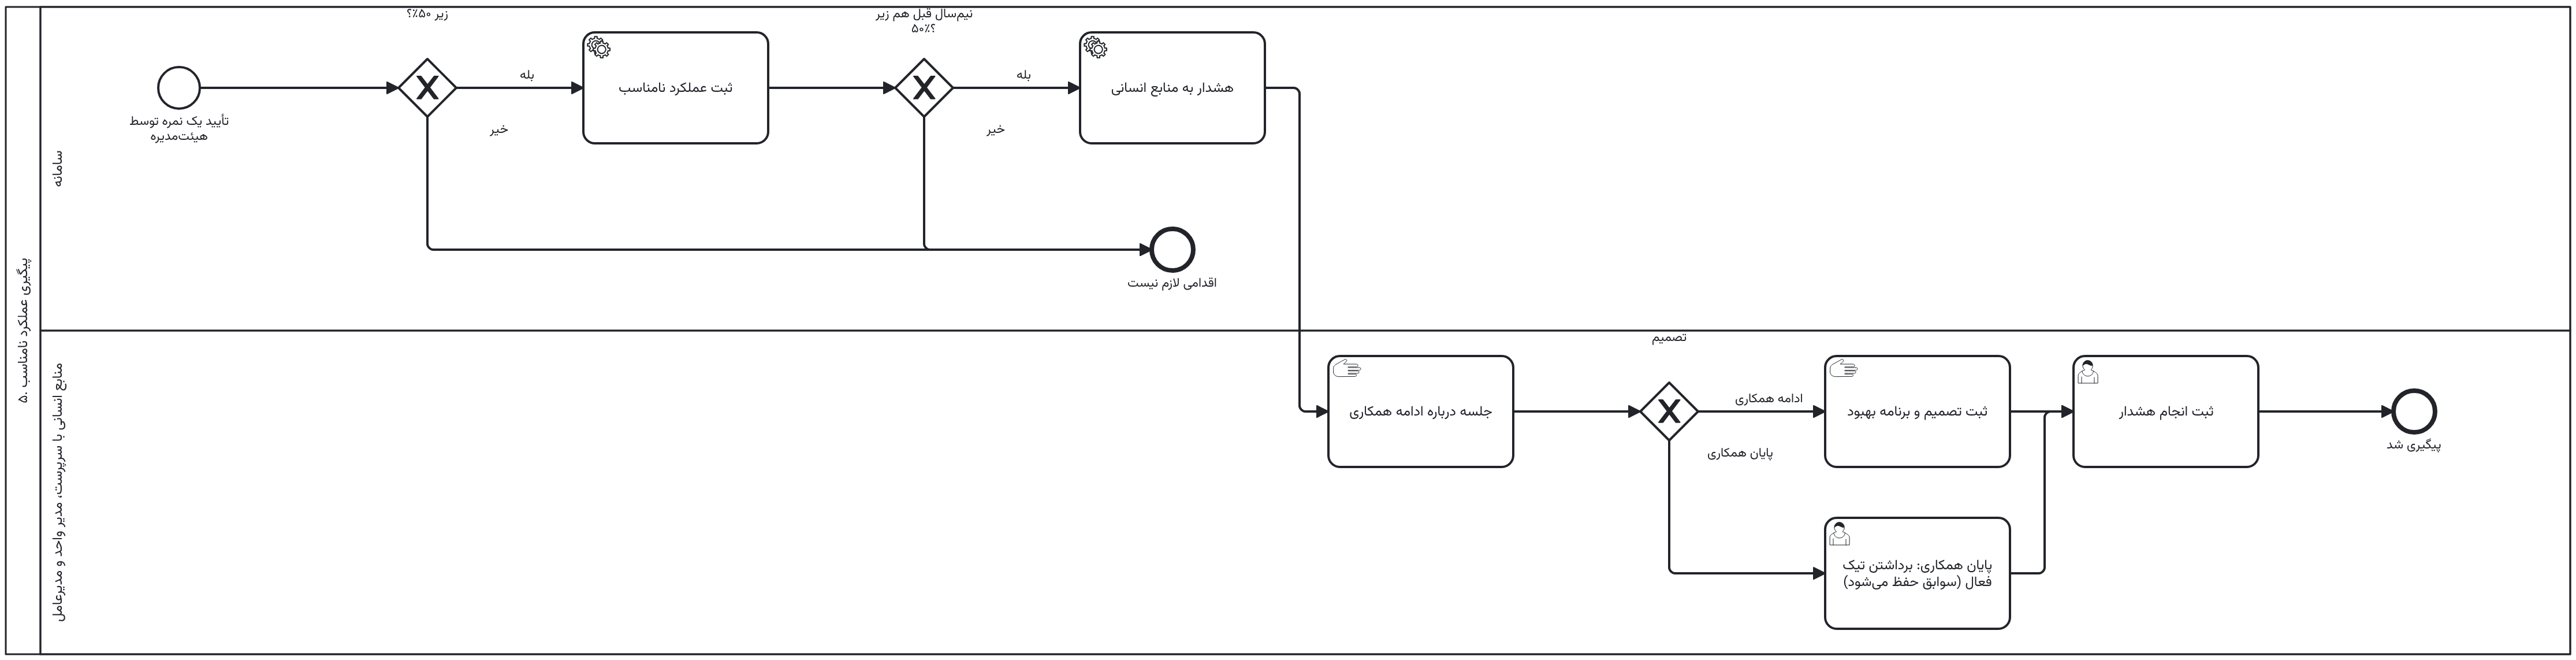 ۵. پیگیری عملکرد نامناسب
سامانه
تأیید یک نمره توسط
هیئت‌مدیره
زیر ۵۰٪؟
بله
خیر
ثبت عملکرد نامناسب
نیم‌سال قبل هم زیر
۵۰٪؟
بله
خیر
هشدار به منابع انسانی
اقدامی لازم نیست
منابع انسانی با سرپرست، مدیر واحد و مدیرعامل
جلسه درباره ادامه همکاری
تصمیم
ادامه همکاری
پایان همکاری
ثبت تصمیم و برنامه بهبود
پایان همکاری: برداشتن تیک
فعال (سوابق حفظ می‌شود)
ثبت انجام هشدار
پیگیری شد